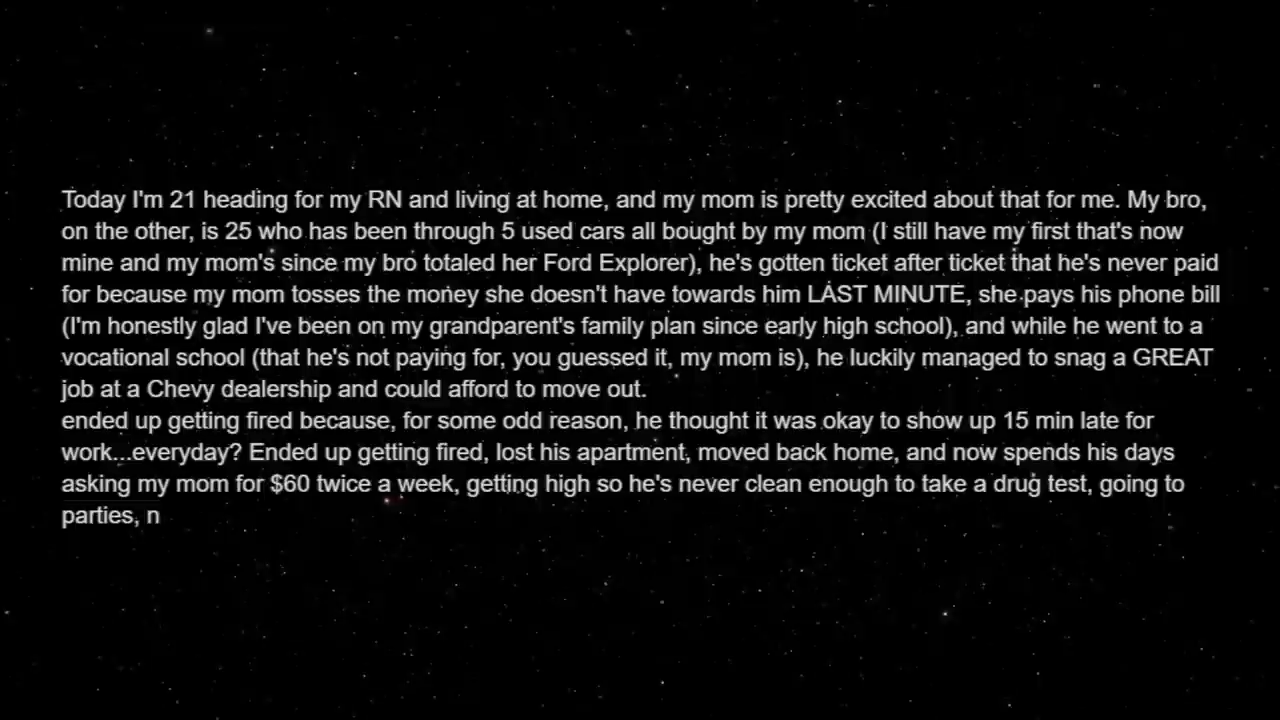 Today I'm 21 heading for my RN and living at home, and my mom is pretty excited about that for me. My bro,
on the other, is 25 who has been through 5 used cars all bought by my mom (I still have my first that's now
mine and my mom's since my bro totaled her Ford Explorer), he's gotten ticket after ticket that he's never paid
for because my mom tosses the money she doesn't have towards him LAST MINUTE, she pays his phone bill
(I'm honestly glad I've been on my grandparent's family plan since early high school), and while he went to a
vocational school (that he's not paying for, you guessed it, my mom is), he luckily managed to snag a GREAT
job at a Chevy dealership and could afford to move out.
ended up getting fired because, for some odd reason, he thought it was okay to show up 15 min late for
work...everyday? Ended up getting fired, lost his apartment, moved back home, and now spends his days
asking my mom for $60 twice a week, getting high so he's never clean enough to take a drug test, going to
parties, n